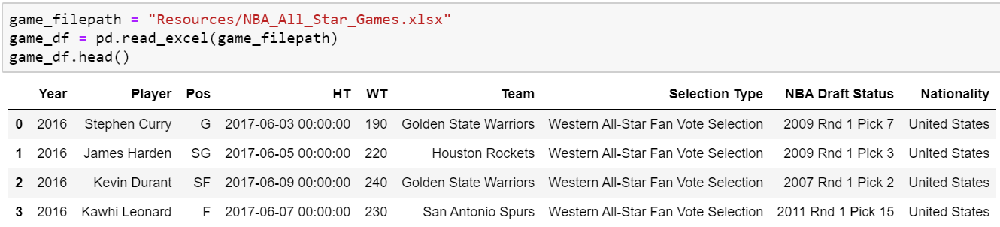 game_filepath = "Resources/NBA_All_Star_Games.xlsx"
game_df = pd.read_excel(game_filepath)
game_df.head()
Year Player Pos HT WT Team Selection Type NBA Draft Status Nationality
0 2016 Stephen Curry G 2017-06-03 00:00:00 190 Golden State Warriors Western All-Star Fan Vote Selection 2009 Rnd 1 Pick 7 United States
1 2016 James Harden SG 2017-06-05 00:00:00 220 Houston Rockets Western All-Star Fan Vote Selection 2009 Rnd 1 Pick 3 United States
2 2016 Kevin Durant SF 2017-06-09 00:00:00 240 Golden State Warriors Western All-Star Fan Vote Selection 2007 Rnd 1 Pick 2 United States
3 2016 Kawhi Leonard F 2017-06-07 00:00:00 230 San Antonio Spurs Western All-Star Fan Vote Selection 2011 Rnd 1 Pick 15 United States